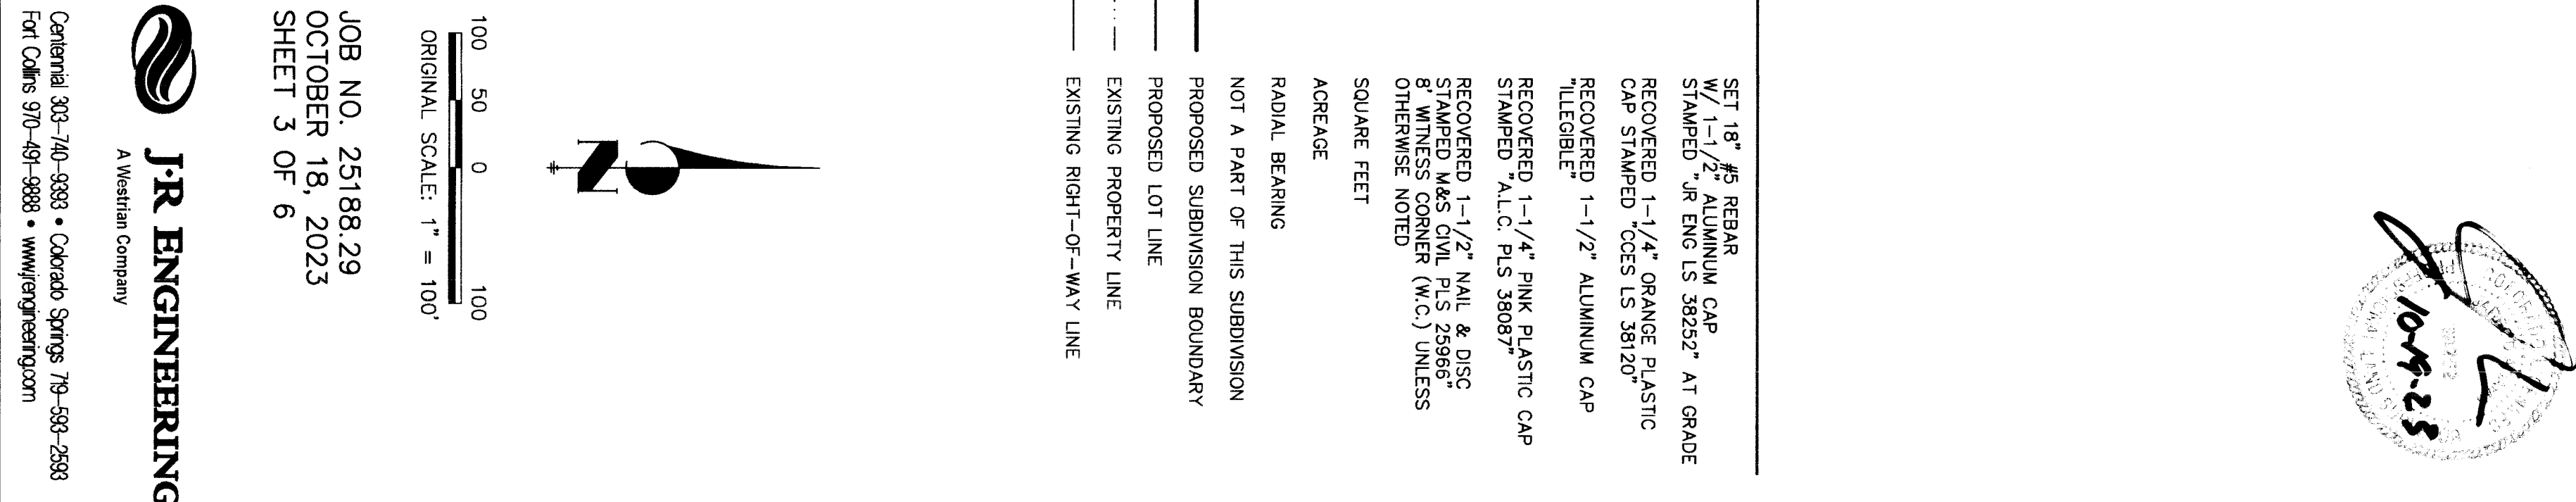 10-19-23
SET 18" #5 REBAR
W/ 1-1/2" ALUMINUM CAP
STAMPED "JR ENG LS 38252" AT GRADE
RECOVERED 1-1/4" ORANGE PLASTIC
CAP STAMPED "CCES LS 38120"
RECOVERED 1-1/2" ALUMINUM CAP
"ILLEGIBLE"
RECOVERED 1-1/4" PINK PLASTIC CAP
STAMPED "A.L.C. PLS 38087"
RECOVERED 1-1/2" NAIL & DISC
STAMPED M&S CIVIL PLS 25966"
8' WITNESS CORNER (W.C.) UNLESS
OTHERWISE NOTED
SQUARE FEET
ACREAGE
RADIAL BEARING
NOT A PART OF THIS SUBDIVISION
PROPOSED SUBDIVISION BOUNDARY
PROPOSED LOT LINE
EXISTING PROPERTY LINE
EXISTING RIGHT-OF-WAY LINE
N
100 50 0 100
ORIGINAL SCALE: 1" = 100'
JOB NO. 25188.29
OCTOBER 18, 2023
SHEET 3 OF 6
J·R ENGINEERING
A Westrian Company
Centennial 303-740-9393 • Colorado Springs 719-593-2593
Fort Collins 970-491-9888 • www.jrengineering.com